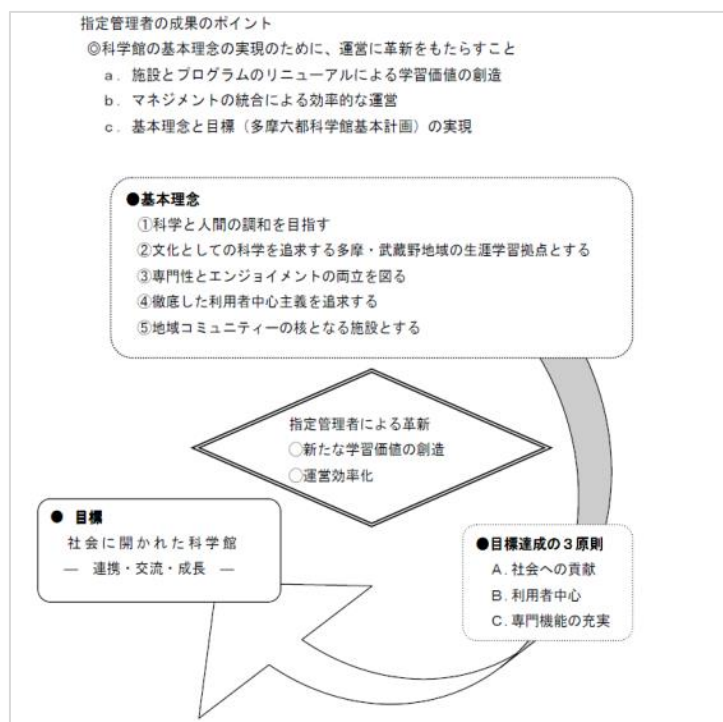 指定管理者の成果のポイント
◎科学館の基本理念の実現のために、運営に革新をもたらすこと
a．施設とプログラムのリニューアルによる学習価値の創造
b．マネジメントの統合による効率的な運営
c．基本理念と目標（多摩六都科学館基本計画）の実現
●基本理念
①科学と人間の調和を目指す
②文化としての科学を追求する多摩・武蔵野地域の生涯学習拠点とする
③専門性とエンジョイメントの両立を図る
④徹底した利用者中心主義を追求する
⑤地域コミュニティーの核となる施設とする
指定管理者による革新
○新たな学習価値の創造
○運営効率化
● 目標
社会に開かれた科学館
― 連携・交流・成長 ―
●目標達成の３原則
A．社会への貢献
B．利用者中心
C．専門機能の充実